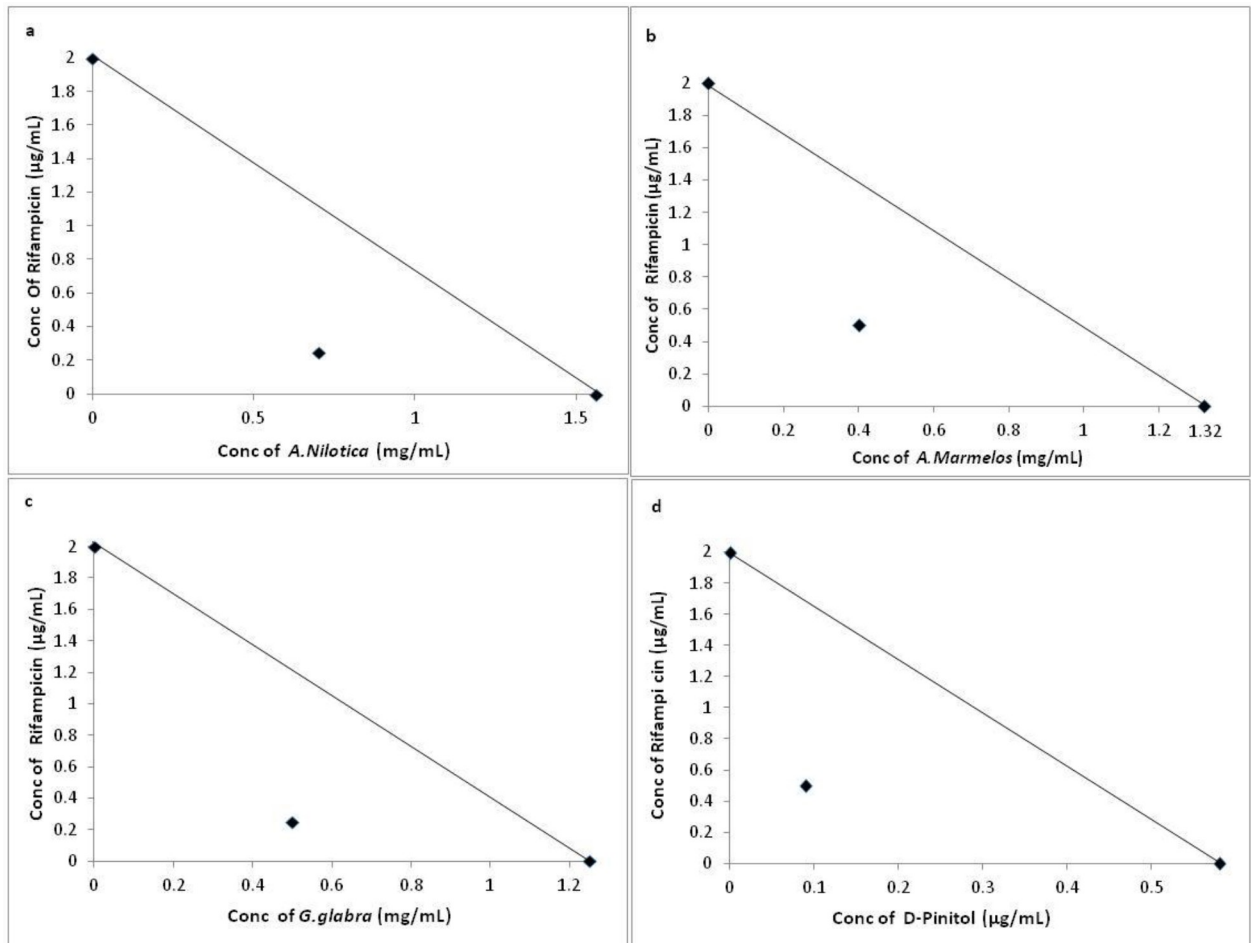 a
Conc Of Rifampicin (µg/mL)
2
1.8
1.6
1.4
1.2
1
0.8
0.6
0.4
0.2
0
0 0.5 1 1.5
Conc of A.Nilotica (mg/mL)
b
Conc of Rifampicin (µg/mL)
2
1.8
1.6
1.4
1.2
1
0.8
0.6
0.4
0.2
0
0 0.2 0.4 0.6 0.8 1 1.2 1.32
Conc of A.Marmelos (mg/mL)
c
Conc of Rifampicin (µg/mL)
2
1.8
1.6
1.4
1.2
1
0.8
0.6
0.4
0.2
0
0 0.2 0.4 0.6 0.8 1 1.2
Conc of G.glabra (mg/mL)
d
Conc of Rifampi cin (µg/mL)
2
1.8
1.6
1.4
1.2
1
0.8
0.6
0.4
0.2
0
0 0.1 0.2 0.3 0.4 0.5
Conc of D-Pinitol (µg/mL)